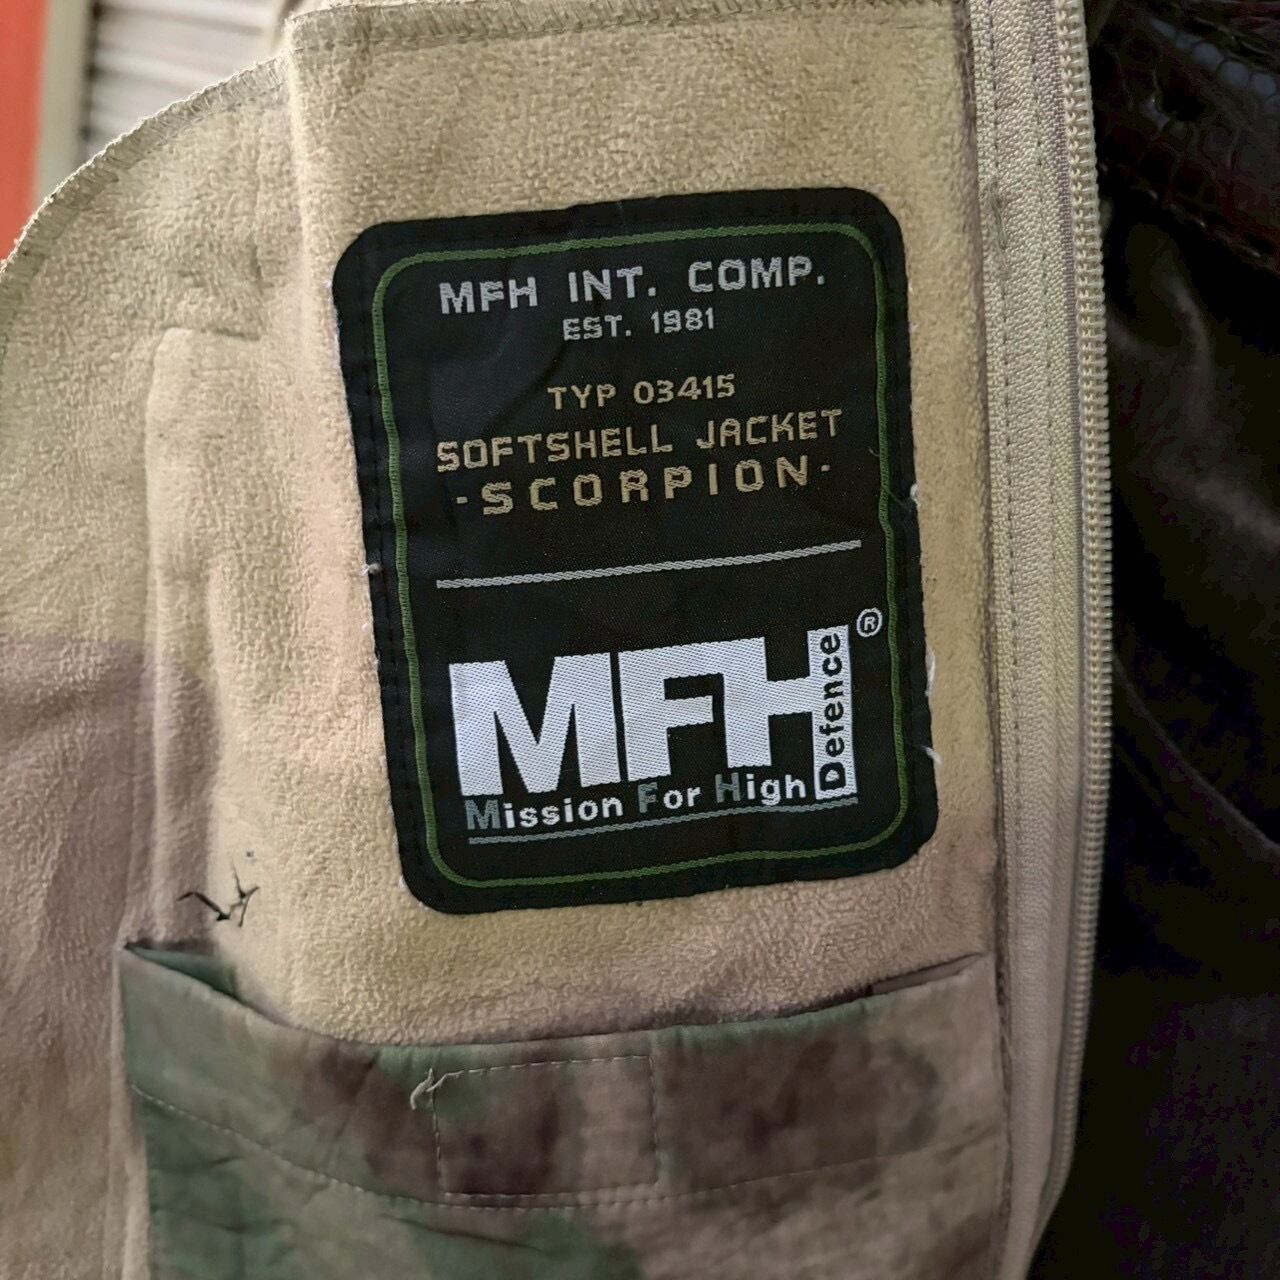 MFH INT. COMP.
EST. 1981
TYP 03415
SOFTSHELL JACKET
-SCORPION-
MFH Defence ®
Mission For High